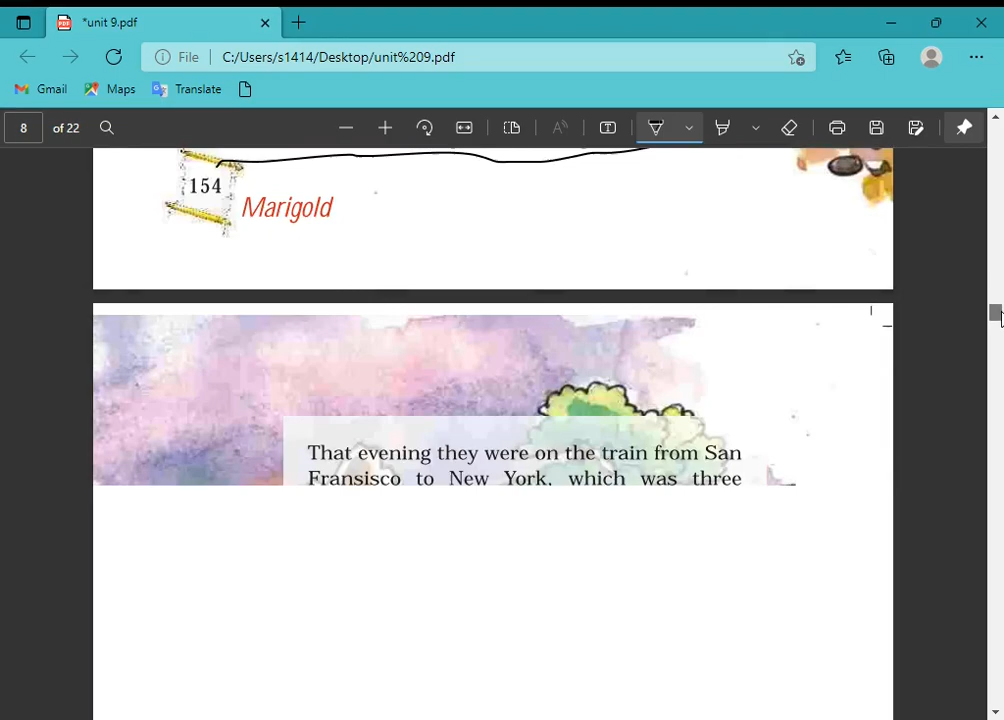 *unit 9.pdf
File
C:/Users/s1414/Desktop/unit%209.pdf
Gmail
Maps
Translate
8 of 22
154
Marigold
That evening they were on the train from San
Fransisco to New York, which was three